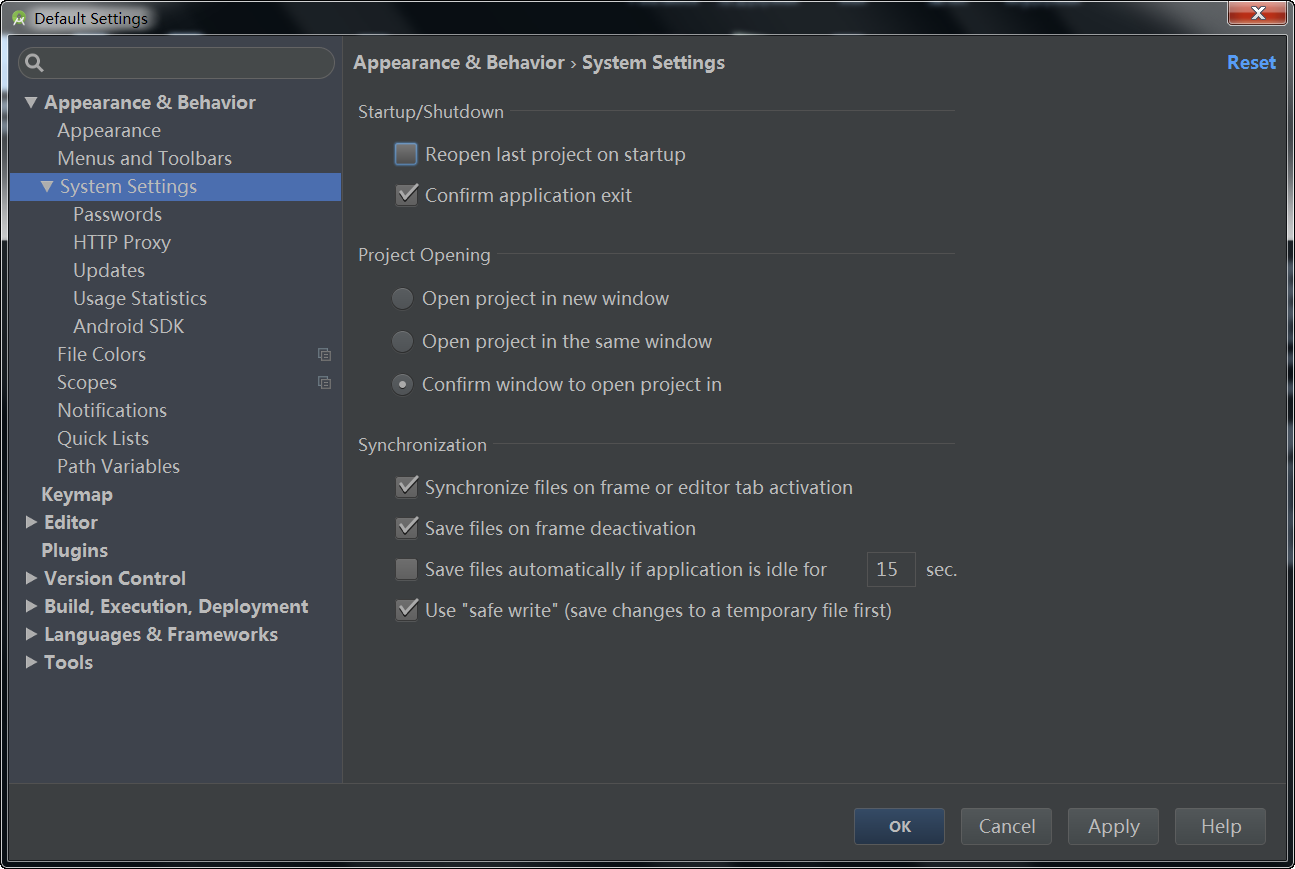 Default Settings
Appearance & Behavior
Appearance
Menus and Toolbars
System Settings
Passwords
HTTP Proxy
Updates
Usage Statistics
Android SDK
File Colors
Scopes
Notifications
Quick Lists
Path Variables
Keymap
Editor
Plugins
Version Control
Build, Execution, Deployment
Languages & Frameworks
Tools
Appearance & Behavior › System Settings
Reset
Startup/Shutdown
Reopen last project on startup
Confirm application exit
Project Opening
Open project in new window
Open project in the same window
Confirm window to open project in
Synchronization
Synchronize files on frame or editor tab activation
Save files on frame deactivation
Save files automatically if application is idle for 15 sec.
Use "safe write" (save changes to a temporary file first)
OK
Cancel
Apply
Help